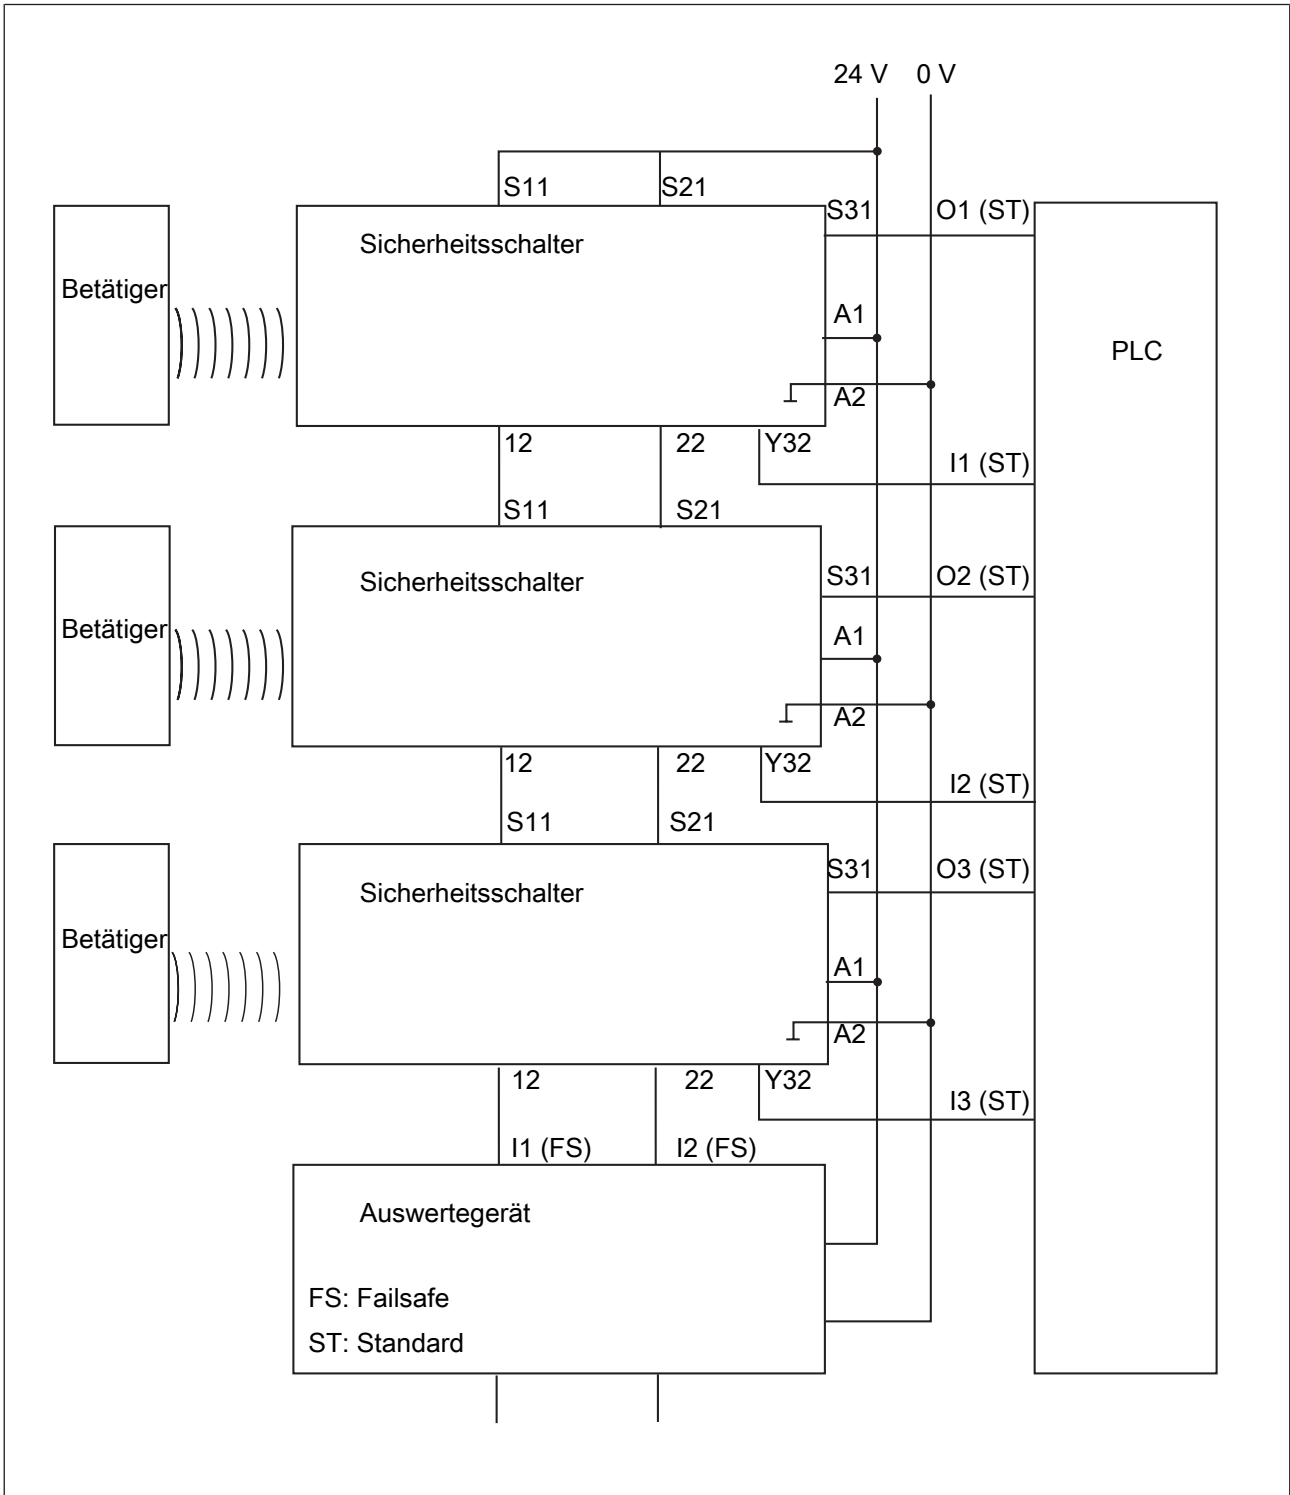 24 V 0 V
S11 S21
S31 O1 (ST)
Sicherheitsschalter
Betätiger
A1
PLC
A2
12 22 Y32
I1 (ST)
S11 S21
Sicherheitsschalter
S31 O2 (ST)
Betätiger
A1
A2
12 22 Y32
I2 (ST)
S11 S21
S31 O3 (ST)
Sicherheitsschalter
Betätiger
A1
A2
12 22 Y32
I3 (ST)
I1 (FS) I2 (FS)
Auswertegerät
FS: Failsafe
ST: Standard